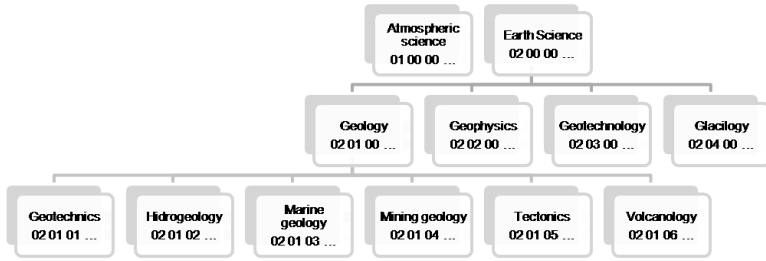 Atmospheric
science
01 00 00 ...
Earth Science
02 00 00 ...
Geology
02 01 00 ...
Geophysics
02 02 00 ...
Geotechnology
02 03 00 ...
Glacilogy
02 04 00 ...
Geotechnics
02 01 01 ...
Hidrogeology
02 01 02 ...
Marine
geology
02 01 03 ...
Mining geology
02 01 04 ...
Tectonics
02 01 05 ...
Volcanology
02 01 06 ...